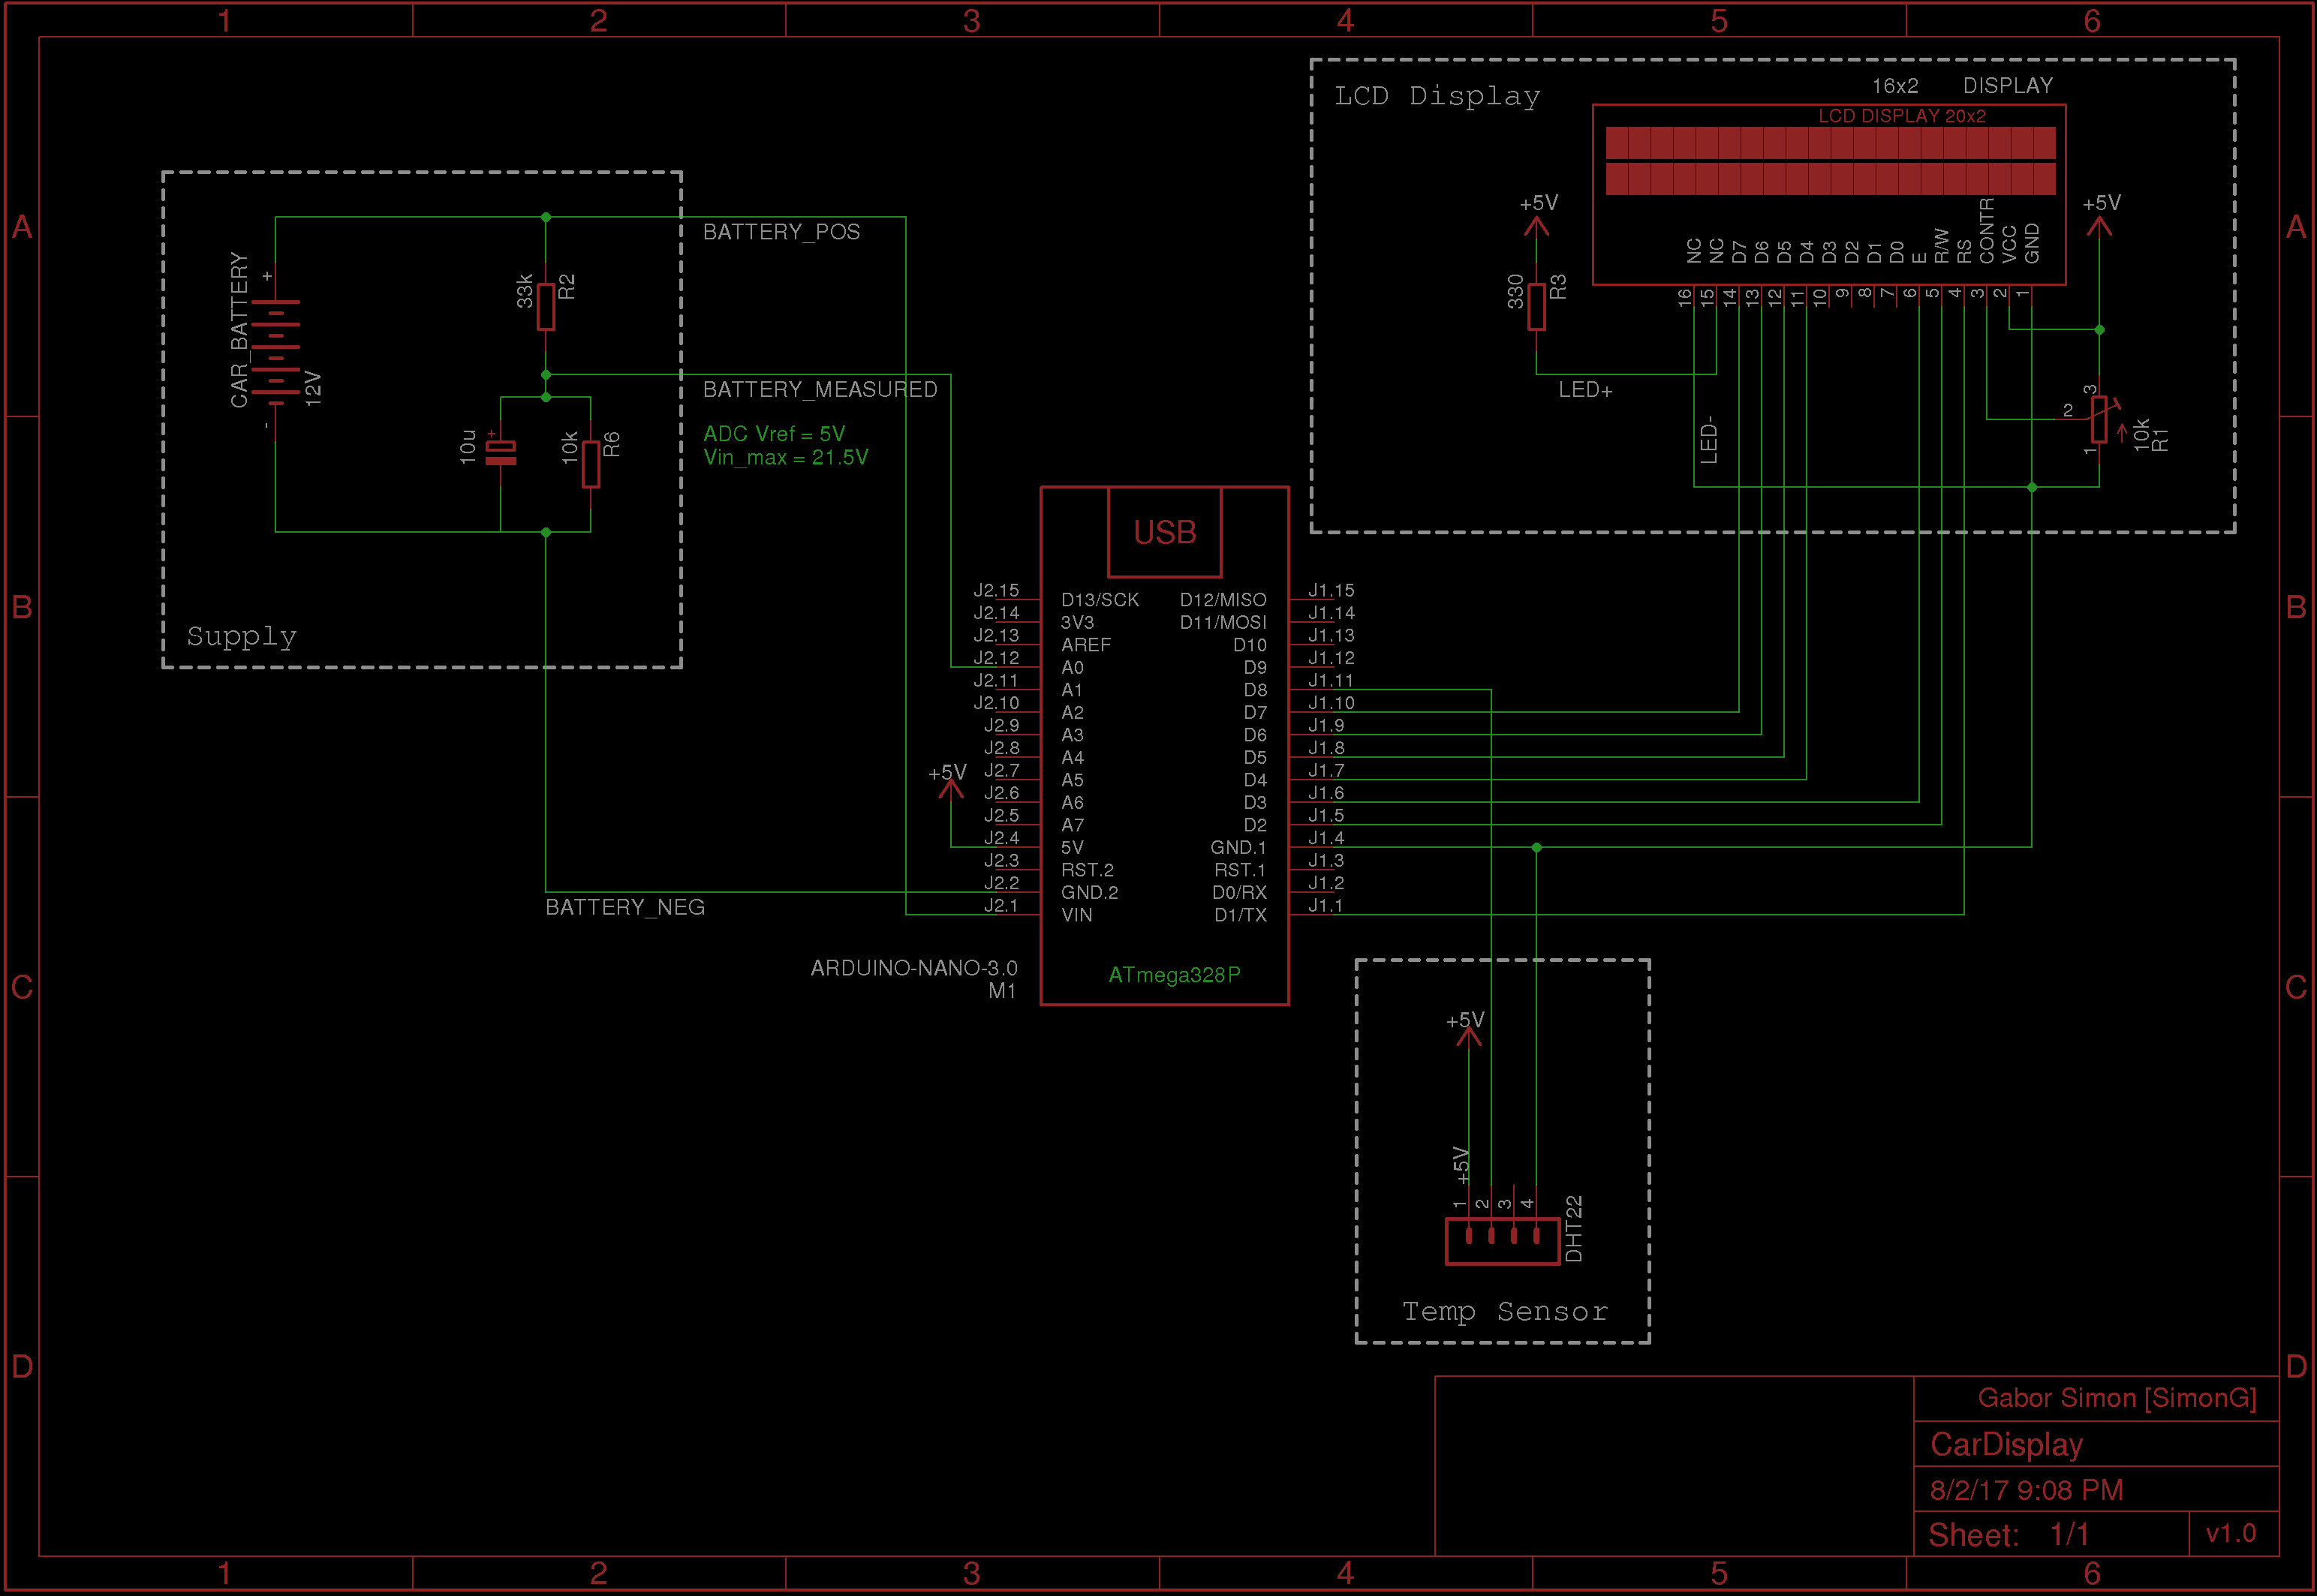 1 2 3 4 5 6
A
B
C
D
A
B
C
D
1 2 3 4 5 6
LCD Display
16x2 DISPLAY
LCD DISPLAY 20x2
NC NC D7 D6 D5 D4 D3 D2 D1 D0 E R/W RS CONTR VCC GND
16 15 14 13 12 11 10 9 8 7 6 5 4 3 2 1
+5V
330
R3
LED+
LED-
+5V
3
2
1
10k
R1
CAR_BATTERY
+
-
12V
33k
R2
10u
+
10k
R6
Supply
BATTERY_POS
BATTERY_MEASURED
ADC Vref = 5V
Vin_max = 21.5V
BATTERY_NEG
+5V
USB
J2.15 D13/SCK D12/MISO J1.15
J2.14 3V3 D11/MOSI J1.14
J2.13 AREF D10 J1.13
J2.12 A0 D9 J1.12
J2.11 A1 D8 J1.11
J2.10 A2 D7 J1.10
J2.9 A3 D6 J1.9
J2.8 A4 D5 J1.8
J2.7 A5 D4 J1.7
J2.6 A6 D3 J1.6
J2.5 A7 D2 J1.5
J2.4 5V GND.1 J1.4
J2.3 RST.2 RST.1 J1.3
J2.2 GND.2 D0/RX J1.2
J2.1 VIN D1/TX J1.1
ARDUINO-NANO-3.0
M1
ATmega328P
+5V
+5V
1 2 3 4
DHT22
Temp Sensor
Gabor Simon [SimonG]
CarDisplay
8/2/17 9:08 PM
Sheet: 1/1 v1.0